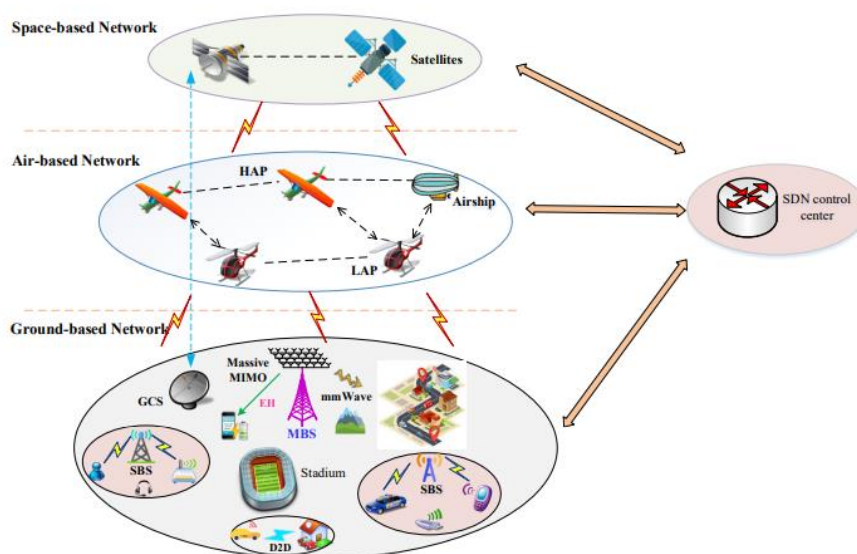 Space-based Network
Satellites
Air-based Network
HAP
Airship
LAP
SDN control
center
Ground-based Network
Massive
MIMO
GCS
EH
mmWave
MBS
SBS
Stadium
SBS
D2D